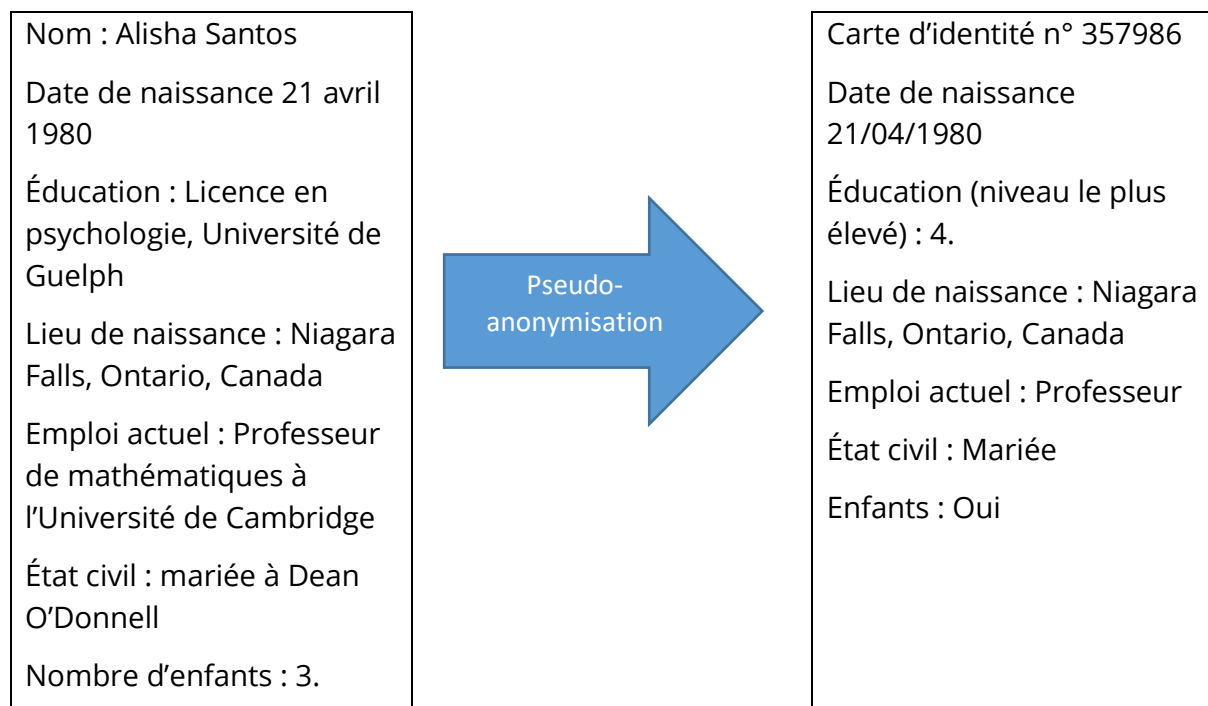 Nom : Alisha Santos
Date de naissance 21 avril
1980
Éducation : Licence en
psychologie, Université de
Guelph
Lieu de naissance : Niagara
Falls, Ontario, Canada
Emploi actuel : Professeur
de mathématiques à
l’Université de Cambridge
État civil : mariée à Dean
O’Donnell
Nombre d’enfants : 3.
Pseudo-
anonymisation
Carte d’identité n° 357986
Date de naissance
21/04/1980
Éducation (niveau le plus
élevé) : 4.
Lieu de naissance : Niagara
Falls, Ontario, Canada
Emploi actuel : Professeur
État civil : Mariée
Enfants : Oui